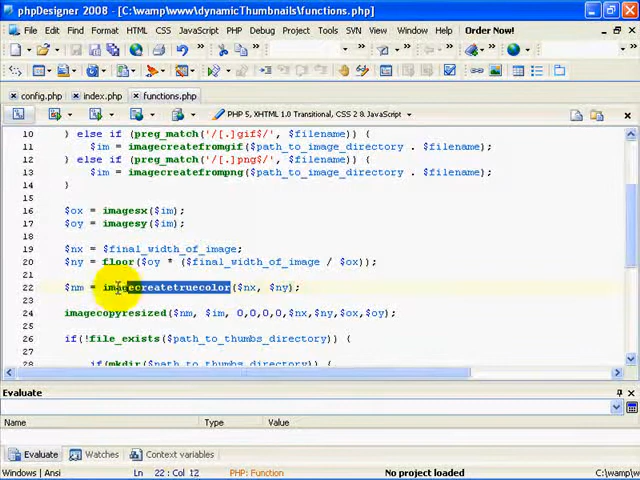 phpDesigner 2008 - [C:\wamp\www\dynamicThumbnails\functions.php]
File Edit Format HTML CSS JavaScript PHP Debug Project Tools View Window Order Now!
config.php index.php functions.php
PHP 5, XHTML 1.0 Transitional, CSS 2 & JavaScript
10 } else if (preg_match('/[.]gif$/', $filename)) {
11 $im = imagecreatefromgif($path_to_image_directory . $filename);
12 } else if (preg_match('/[.]png$/', $filename)) {
13 $im = imagecreatefrompng($path_to_image_directory . $filename);
14 }
16 $ox = imagesx($im);
17 $oy = imagesy($im);
18
19 $nx = $final_width_of_image;
20 $ny = floor($oy * ($final_width_of_image / $ox));
21
22 $nm = imagecreatetruecolor($nx, $ny);
23
24 imagecopyresized($nm, $im, 0,0,0,0,$nx,$ny,$ox,$oy);
26 if(!file_exists($path_to_thumbs_directory)) {
28 if(mkdir($path_to_thumbs_directory)) {
Evaluate
Name Type Value
Evaluate Watches Context variables
Windows | Ansi Ln 22 : Col 12 PHP: Function No project loaded C:\wamp\w